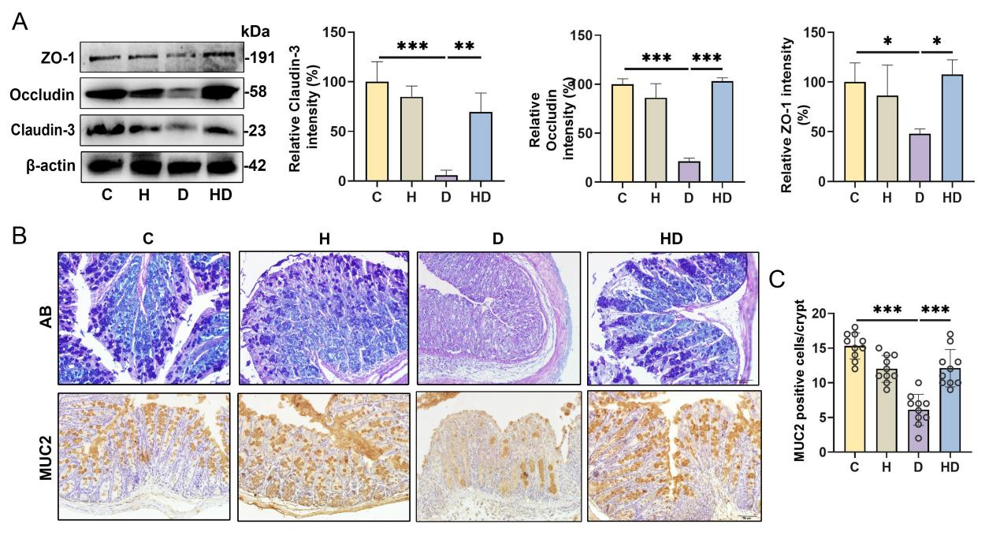 A
kDa
ZO-1
-191
Occludin
-58
Claudin-3
-23
β-actin
-42
C H D HD
Relative Claudin-3
intensity (%)
150
100
50
0
*** **
C H D HD
Relative
Occludin
intensity (%)
150
100
50
0
*** ***
C H D HD
Relative ZO-1 intensity
(%)
150
100
50
0
* *
C H D HD
B
C H D HD
AB
MUC2
C
MUC2 positive cells/crypt
20
15
10
5
0
*** ***
C H D HD